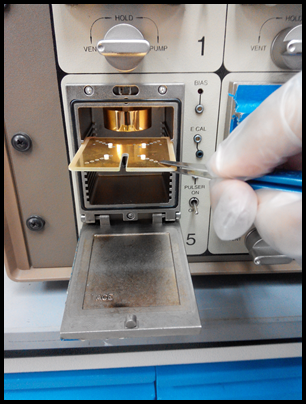 HOLD
VENT
PUMP
1
HOLD
VENT
BIAS
E CAL
PULSER
ON
5